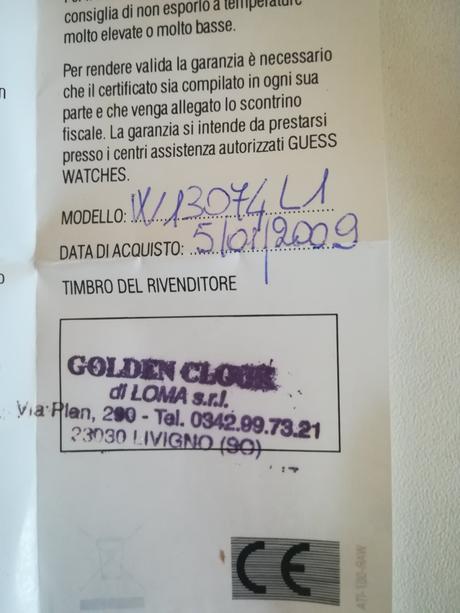 consiglia di non esporlo a temperature
molto elevate o molto basse.
Per rendere valida la garanzia è necessario
che il certificato sia compilato in ogni sua
parte e che venga allegato lo scontrino
fiscale. La garanzia si intende da prestarsi
presso i centri assistenza autorizzati GUESS
WATCHES.
MODELLO: W13074L1
DATA DI ACQUISTO: 5/01/2009
TIMBRO DEL RIVENDITORE
GOLDEN CLOCK
di LOMA s.r.l.
Via Plan, 290 - Tel. 0342.99.73.21
23030 LIVIGNO (SO)
CE